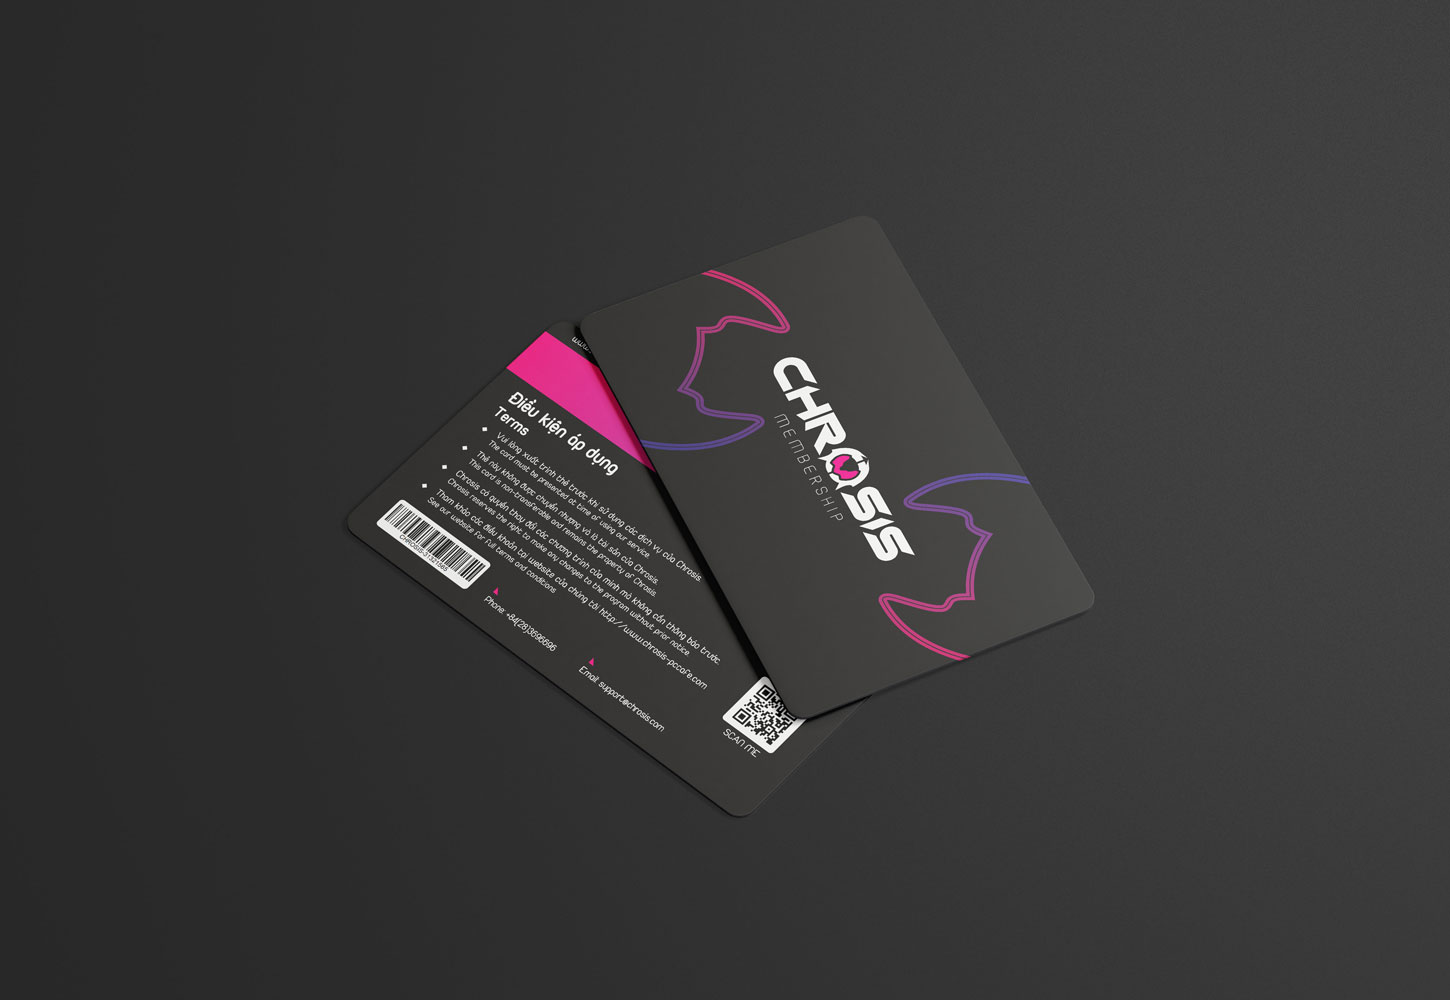 CHROSIS
MEMBERSHIP
www.
Điều kiện áp dụng
Terms
Vui lòng xuất trình thẻ trước khi sử dụng các dịch vụ của Chrosis.
The card must be presented at time of using our service
Thẻ này không được chuyển nhượng và là tài sản của Chrosis.
This card is non-transferable and remains the property of Chrosis.
Chrosis có quyền thay đổi các chương trình của mình mà không cần thông báo trước.
Chrosis reserves the right to make any changes to the program without prior notice
Tham khảo các điều khoản tại website của chúng tôi http://www.chrosis-pccafe.com
See our website for full terms and conditions
Phone: +84(28)3695696
Email: support@chrosis.com
SCAN ME